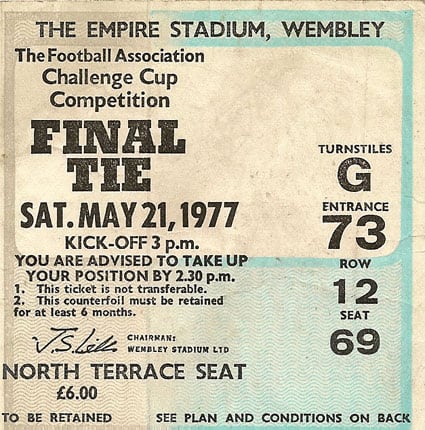 THE EMPIRE STADIUM, WEMBLEY
The Football Association
Challenge Cup
Competition
FINAL
TIE
SAT. MAY 21, 1977
KICK-OFF 3 p.m.
YOU ARE ADVISED TO TAKE UP
YOUR POSITION BY 2.30 p.m.
1. This ticket is not transferable.
2. This counterfoil must be retained
for at least 6 months.
CHAIRMAN:
WEMBLEY STADIUM LTD
TURNSTILES
G
ENTRANCE
73
ROW
12
SEAT
69
NORTH TERRACE SEAT
£6.00
TO BE RETAINED SEE PLAN AND CONDITIONS ON BACK